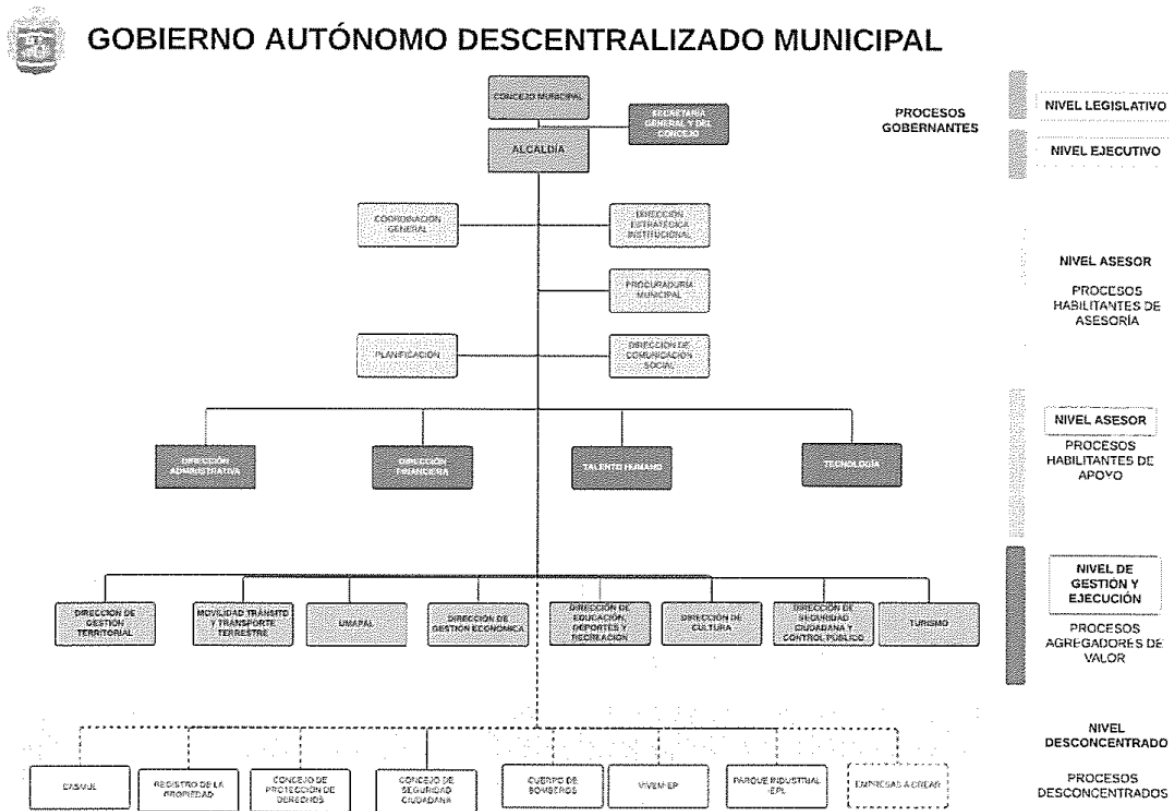 GOBIERNO AUTÓNOMO DESCENTRALIZADO MUNICIPAL
CONCEJO MUNICIPAL
SECRETARÍA
GENERAL Y DEL
CONCEJO
ALCALDÍA
PROCESOS
GOBERNANTES
NIVEL LEGISLATIVO
NIVEL EJECUTIVO
COORDINACIÓN
GENERAL
DIRECCIÓN
ESTRATÉGICA
INSTITUCIONAL
PROCURADURÍA
MUNICIPAL
PLANIFICACIÓN
DIRECCIÓN DE
COMUNICACIÓN
SOCIAL
NIVEL ASESOR
PROCESOS
HABILITANTES DE
ASESORÍA
DIRECCIÓN
ADMINISTRATIVA
DIRECCIÓN
FINANCIERA
TALENTO HUMANO
TECNOLOGÍA
NIVEL ASESOR
PROCESOS
HABILITANTES DE
APOYO
DIRECCIÓN DE
GESTIÓN
TERRITORIAL
MOVILIDAD TRÁNSITO
Y TRANSPORTE
TERRESTRE
UMAPAL
DIRECCIÓN DE
GESTIÓN ECONÓMICA
DIRECCIÓN DE
EDUCACIÓN,
DEPORTES Y
RECREACIÓN
DIRECCIÓN DE
CULTURA
DIRECCIÓN DE
SEGURIDAD
CIUDADANA Y
CONTROL PÚBLICO
TURISMO
NIVEL DE
GESTIÓN Y
EJECUCIÓN
PROCESOS
AGREGADORES DE
VALOR
REGISTRO DE LA
PROPIEDAD
CONCEJO DE
PROTECCIÓN DE
DERECHOS
CONCEJO DE
SEGURIDAD
CIUDADANA
CUERPO DE
BOMBEROS
VIVEM-EP
PARQUE INDUSTRIAL
-EPL
EMPRESAS A CREAR
NIVEL
DESCONCENTRADO
PROCESOS
DESCONCENTRADOS